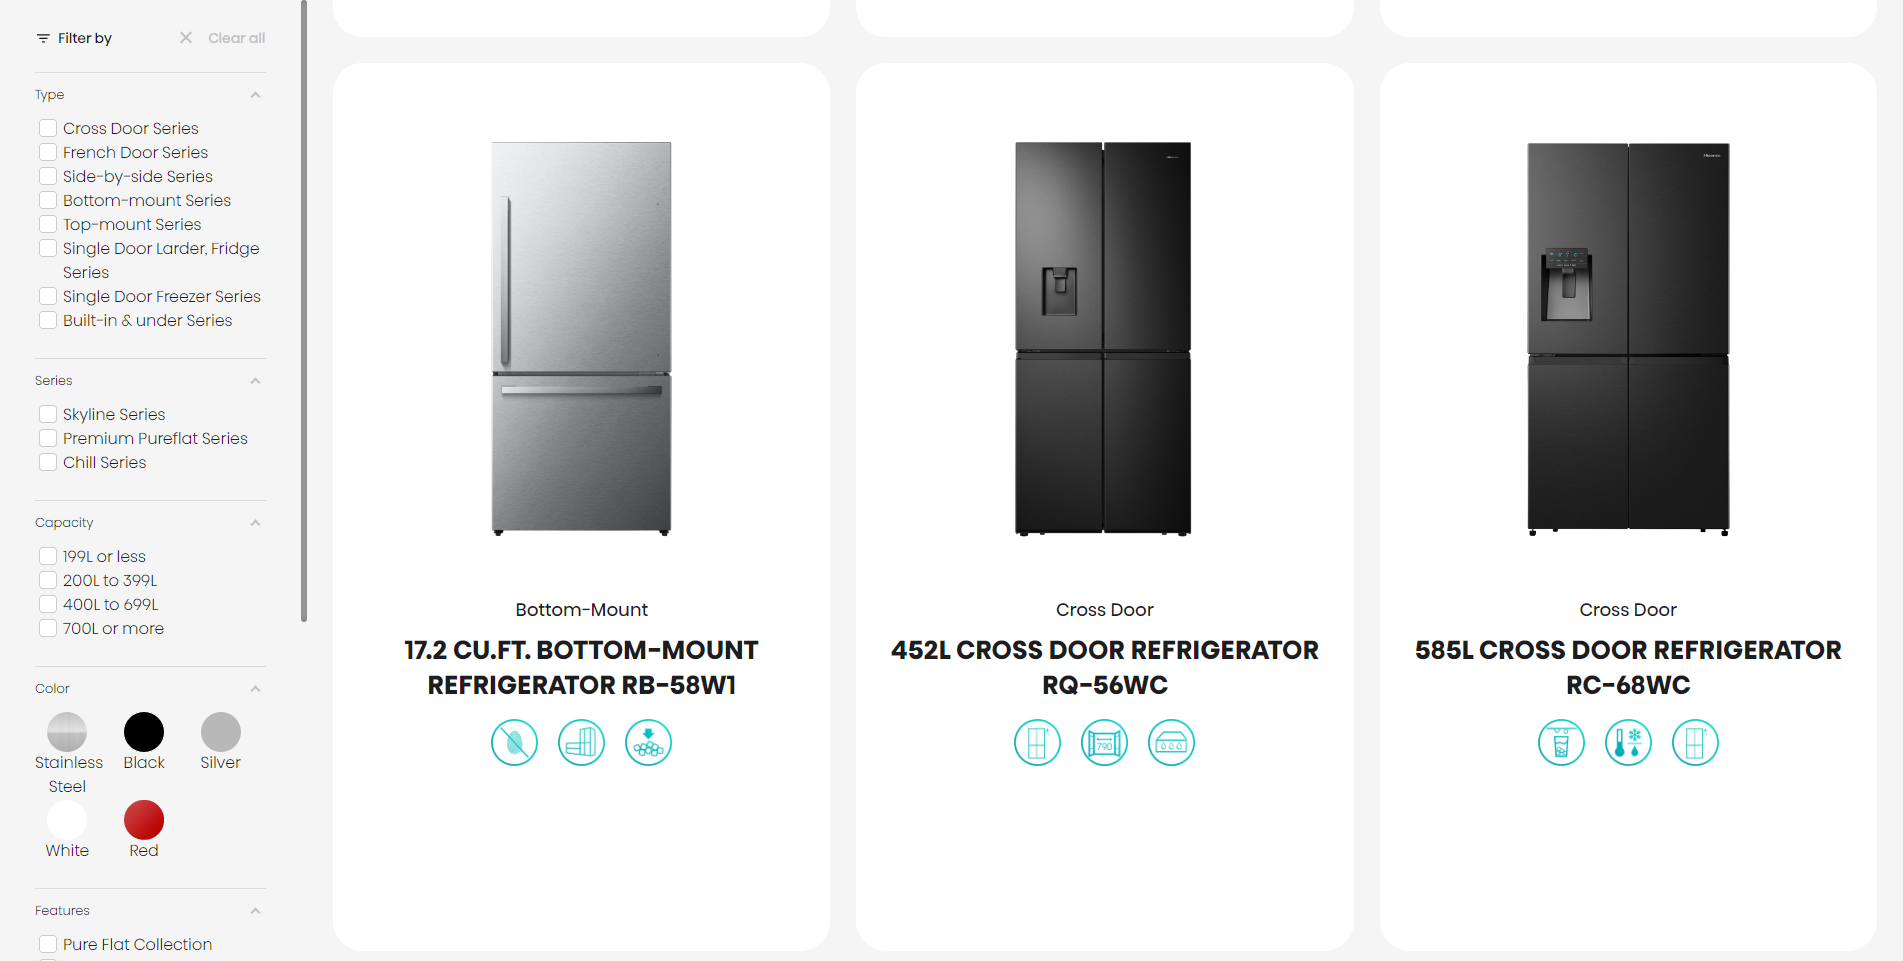 Filter by
Clear all
Type
Cross Door Series
French Door Series
Side-by-side Series
Bottom-mount Series
Top-mount Series
Single Door Larder, Fridge
Series
Single Door Freezer Series
Built-in & under Series
Series
Skyline Series
Premium Pureflat Series
Chill Series
Capacity
199L or less
200L to 399L
400L to 699L
700L or more
Color
Stainless
Steel
Black
Silver
White
Red
Features
Pure Flat Collection
Bottom-Mount
17.2 CU.FT. BOTTOM-MOUNT
REFRIGERATOR RB-58W1
Cross Door
452L CROSS DOOR REFRIGERATOR
RQ-56WC
790
Hisense
Cross Door
585L CROSS DOOR REFRIGERATOR
RC-68WC